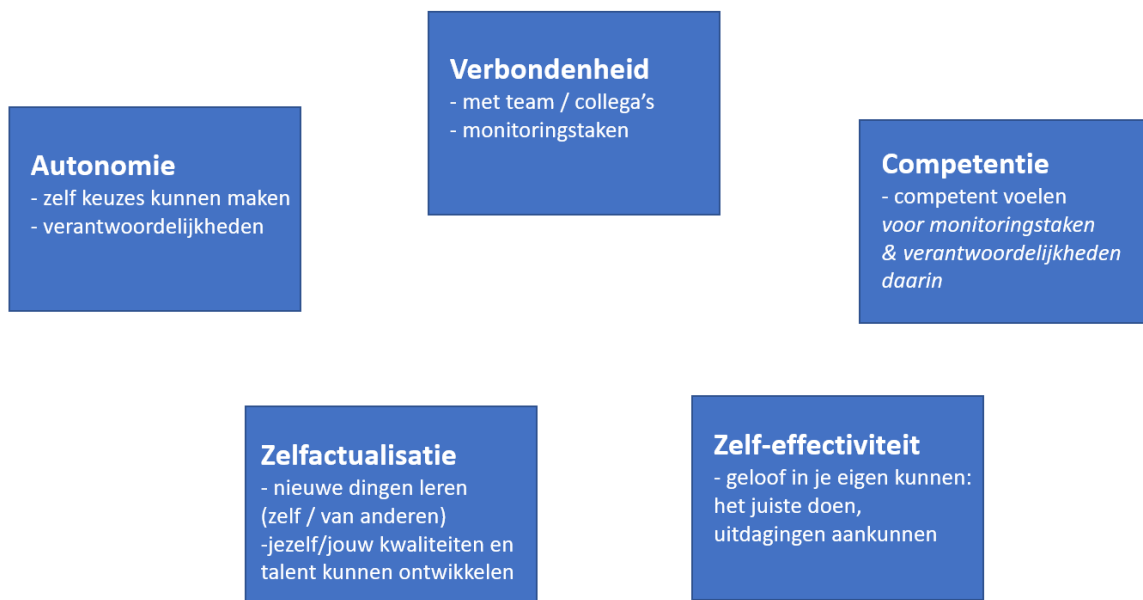 Verbondenheid
- met team / collega's
- monitoringstaken
Autonomie
- zelf keuzes kunnen maken
- verantwoordelijkheden
Competentie
- competent voelen
voor monitoringstaken
& verantwoordelijkheden
daarin
Zelfactualisatie
- nieuwe dingen leren
(zelf / van anderen)
-jezelf/jouw kwaliteiten en
talent kunnen ontwikkelen
Zelf-effectiviteit
- geloof in je eigen kunnen:
het juiste doen,
uitdagingen aankunnen